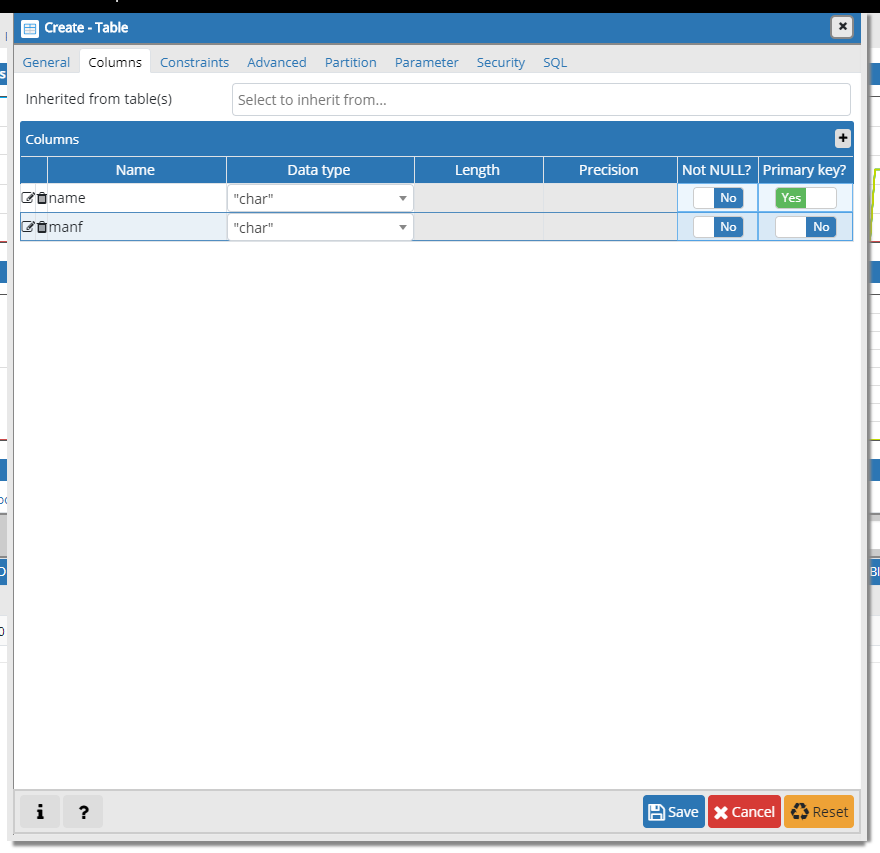 Create - Table
General Columns Constraints Advanced Partition Parameter Security SQL
Inherited from table(s) Select to inherit from...
Columns
Name Data type Length Precision Not NULL? Primary key?
name "char" No Yes
manf "char" No No
Save Cancel Reset